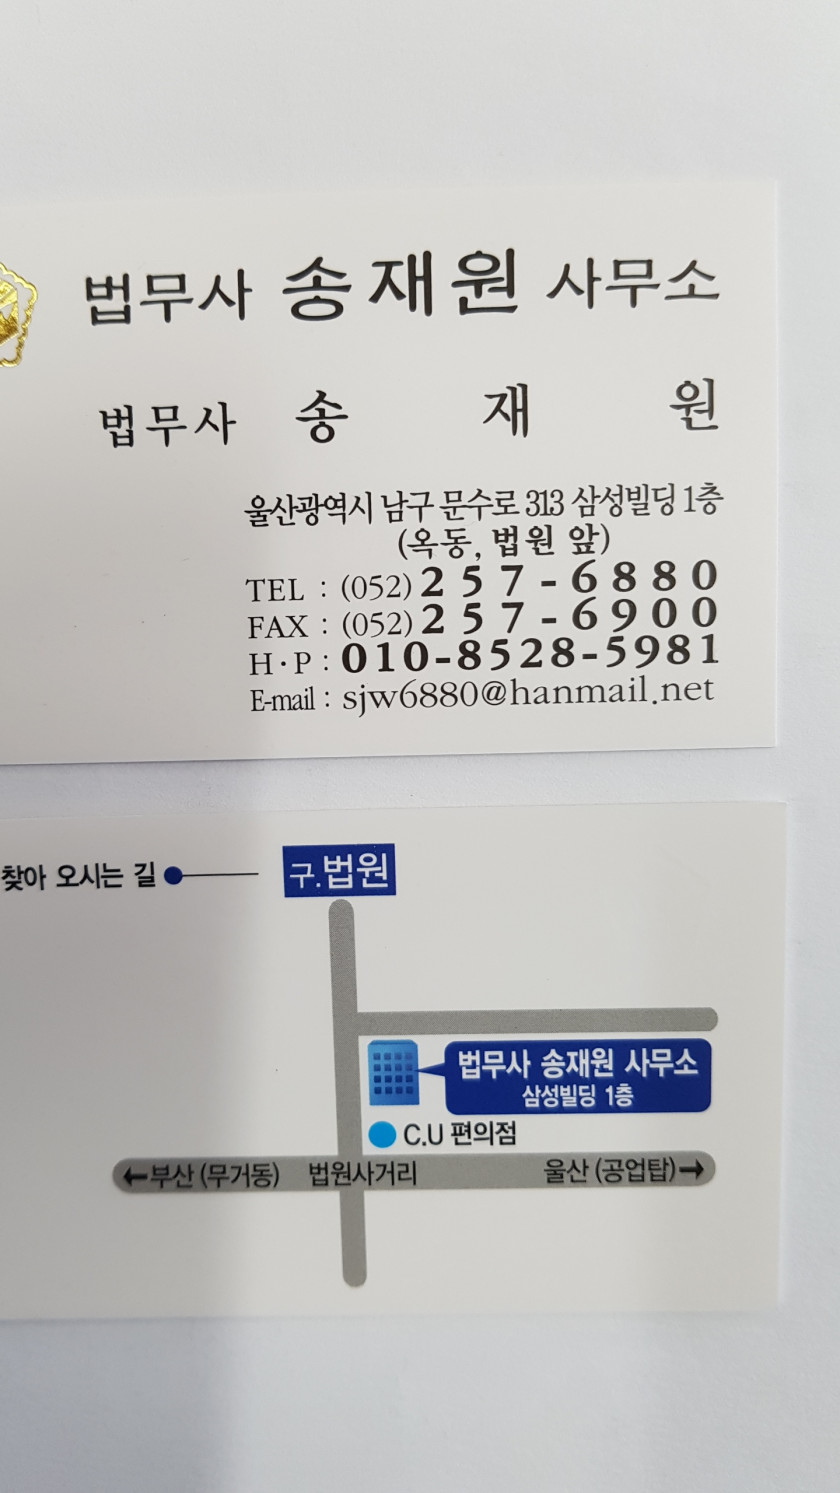 법무사 송재원 사무소
법무사 송 재 원
울산광역시 남구 문수로 313 삼성빌딩 1층
(옥동, 법원 앞)
TEL : (052) 257-6880
FAX : (052) 257-6900
H·P : 010-8528-5981
E-mail : sjw6880@hanmail.net
찾아 오시는 길
구.법원
법무사 송재원 사무소
삼성빌딩 1층
C.U 편의점
←부산 (무거동) 법원사거리 울산 (공업탑)→